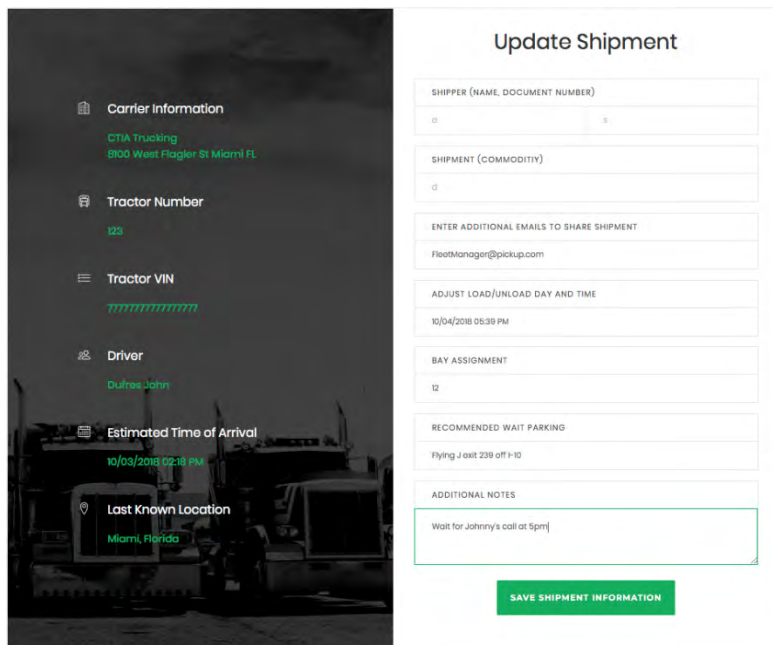 Carrier Information
CTIA Trucking
8100 West Flagler St Miami FL
Tractor Number
123
Tractor VIN
77777777777777777
Driver
Dufres John
Estimated Time of Arrival
10/03/2018 02:18 PM
Last Known Location
Miami, Florida
Update Shipment
SHIPPER (NAME, DOCUMENT NUMBER)
d s
SHIPMENT (COMMODITIY)
d
ENTER ADDITIONAL EMAILS TO SHARE SHIPMENT
FleetManager@pickup.com
ADJUST LOAD/UNLOAD DAY AND TIME
10/04/2018 05:39 PM
BAY ASSIGNMENT
12
RECOMMENDED WAIT PARKING
Flying J exit 239 off I-10
ADDITIONAL NOTES
Wait for Johnny's call at 5pm
SAVE SHIPMENT INFORMATION